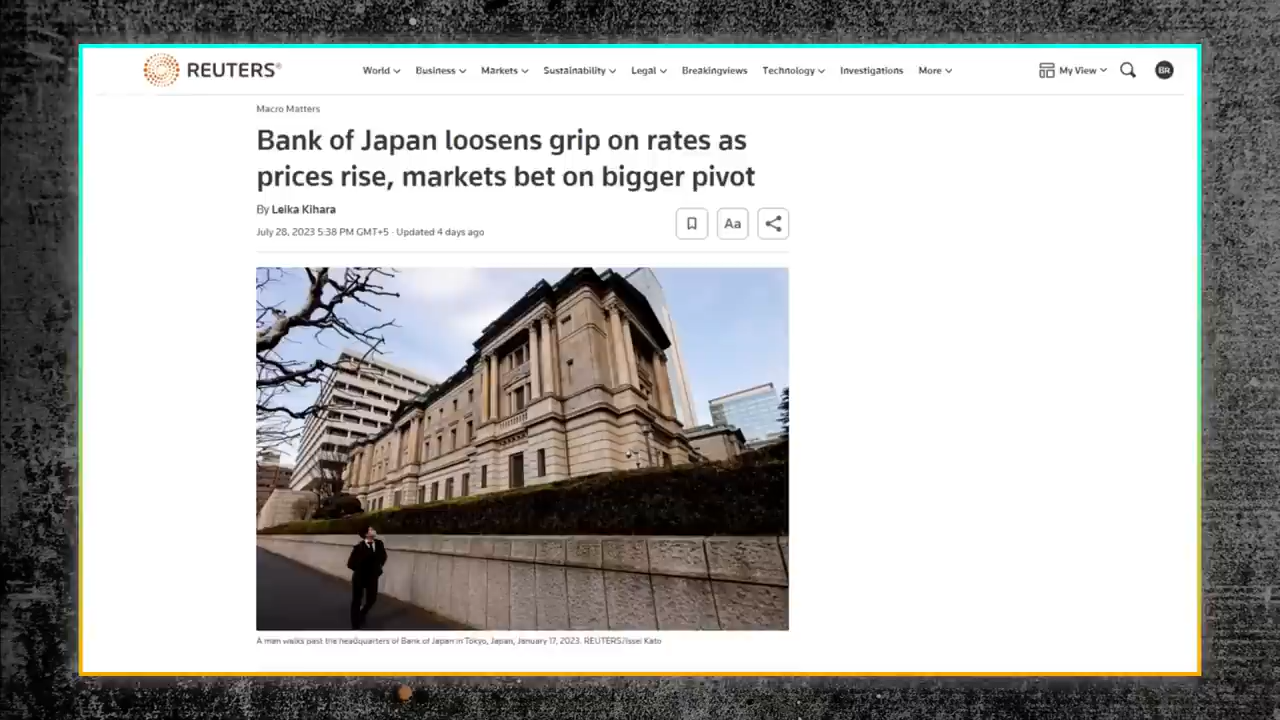 REUTERS®
World Business Markets Sustainability Legal Breakingviews Technology Investigations More My View BR
Macro Matters
Bank of Japan loosens grip on rates as
prices rise, markets bet on bigger pivot
By Leika Kihara
July 28, 2023 5:38 PM GMT+5 · Updated 4 days ago
Aa
A man walks past the headquarters of Bank of Japan in Tokyo, Japan, January 17, 2023. REUTERS/Issei Kato